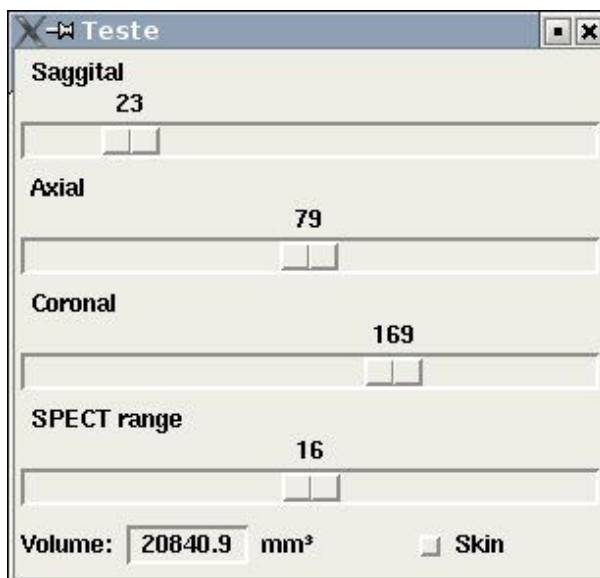 Teste
Saggital
23
Axial
79
Coronal
169
SPECT range
16
Volume: 20840.9 mm³ Skin